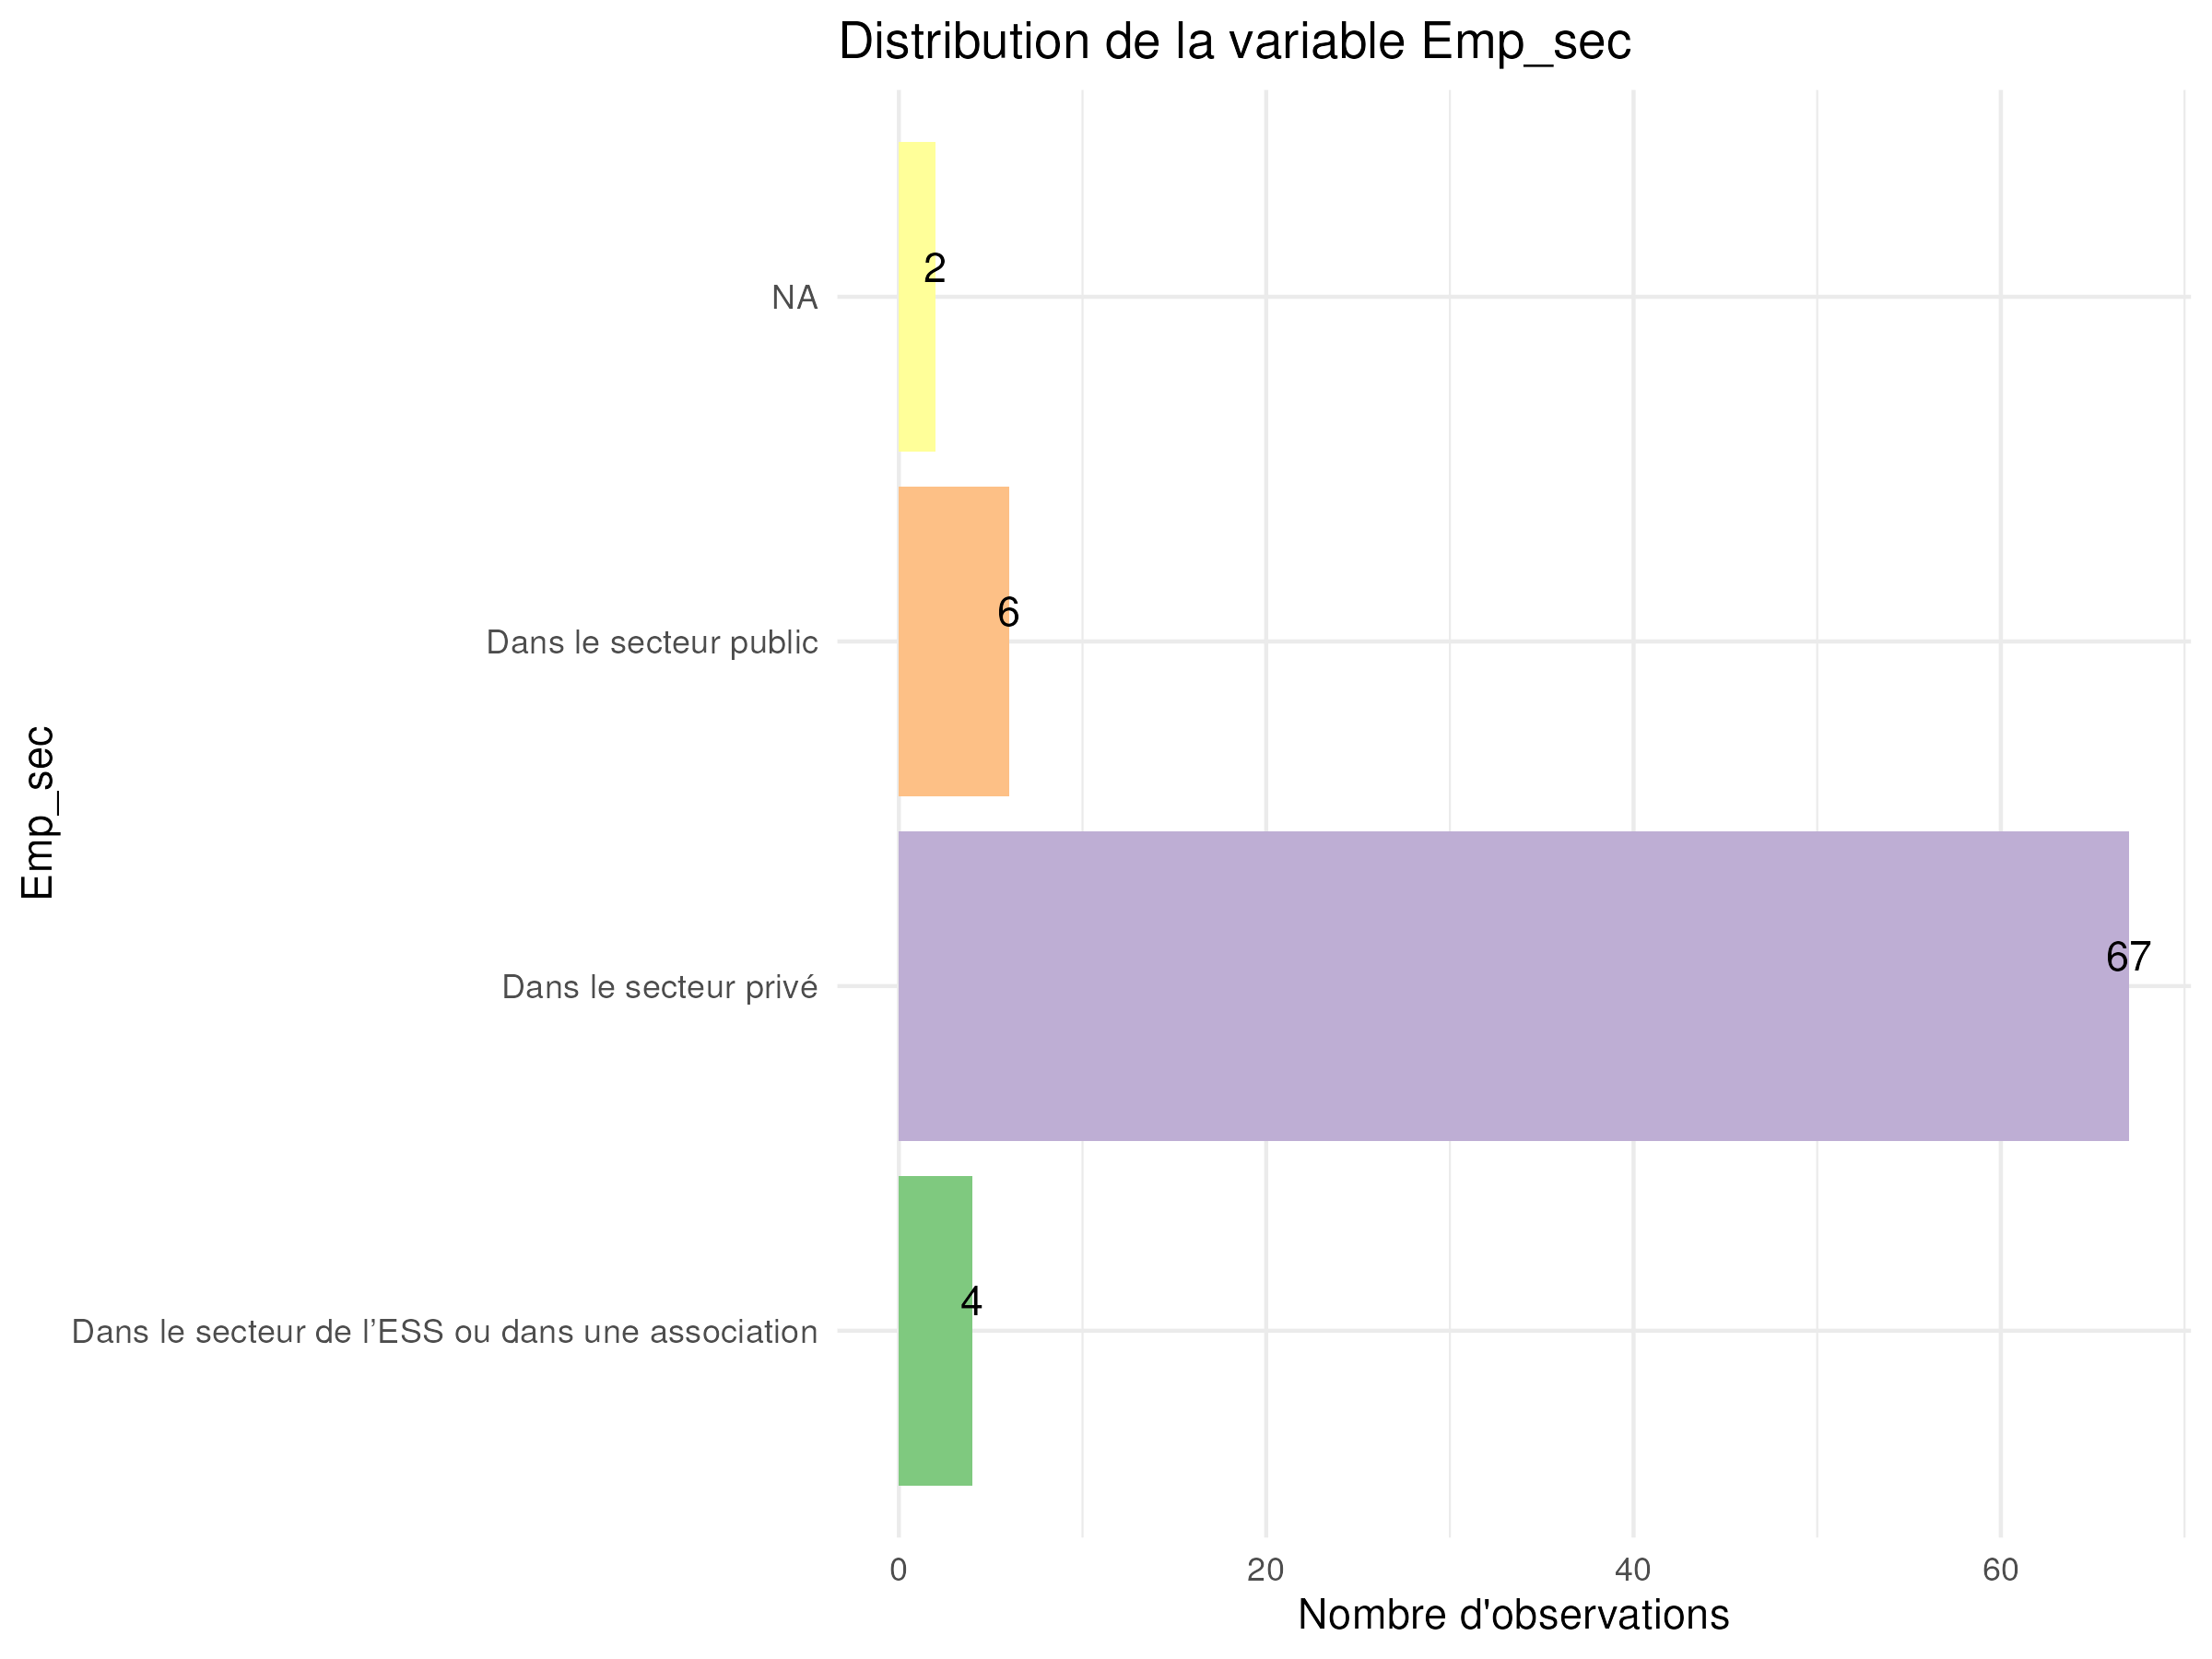 Distribution de la variable Emp_sec
Emp_sec
NA
2
Dans le secteur public
6
Dans le secteur privé
67
Dans le secteur de l’ESS ou dans une association
4
0 20 40 60
Nombre d'observations